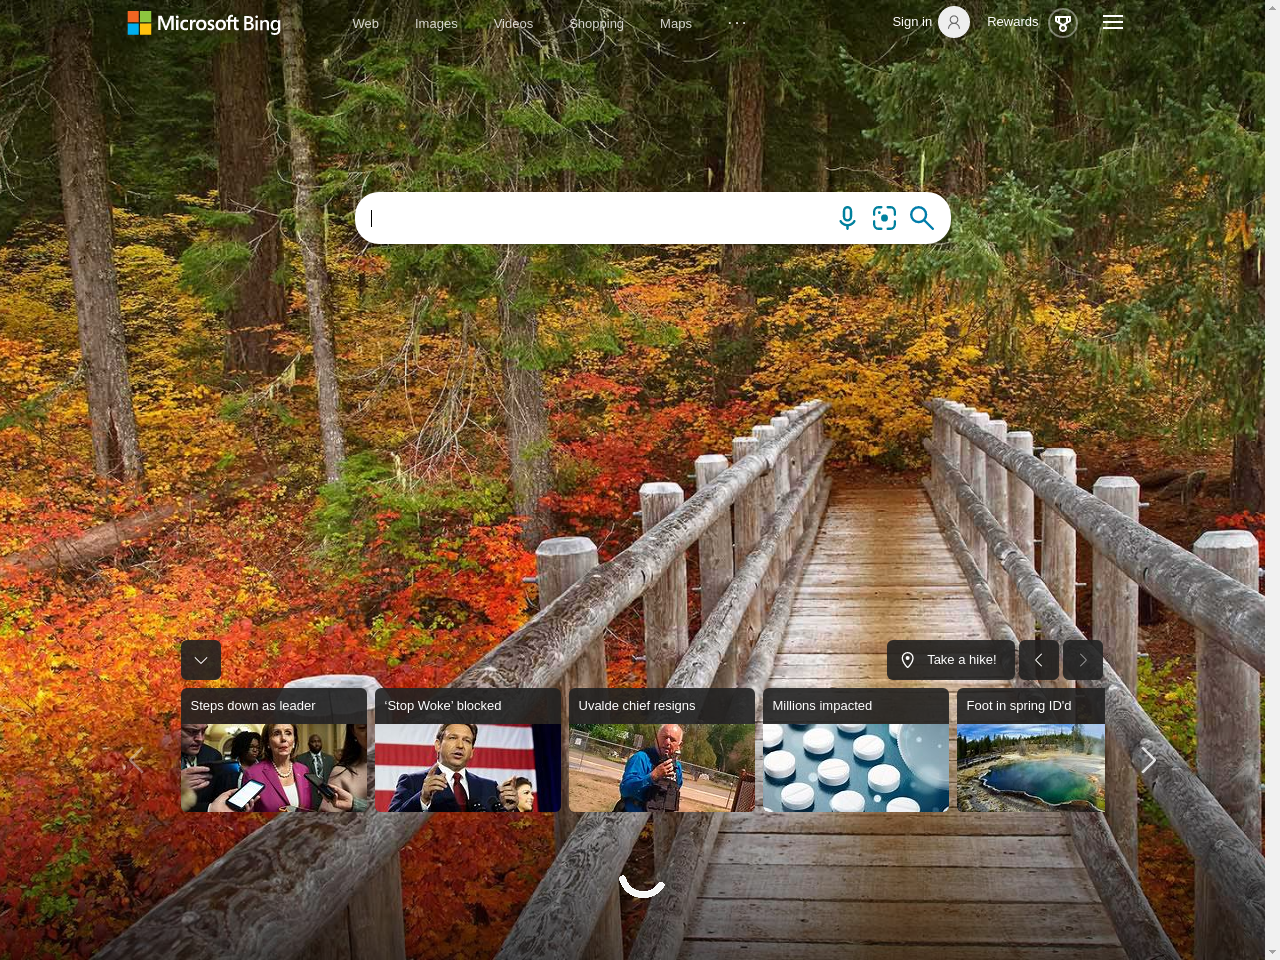 Microsoft Bing
Web
Images
Videos
Shopping
Maps
Sign in
Rewards
Take a hike!
Steps down as leader
‘Stop Woke’ blocked
Uvalde chief resigns
Millions impacted
Foot in spring ID'd